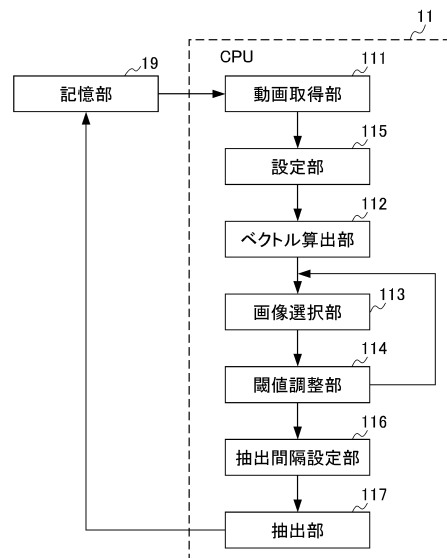 11
CPU
19
記憶部
111
動画取得部
115
設定部
112
ベクトル算出部
画像選択部
113
114
閾値調整部
116
抽出間隔設定部
117
抽出部